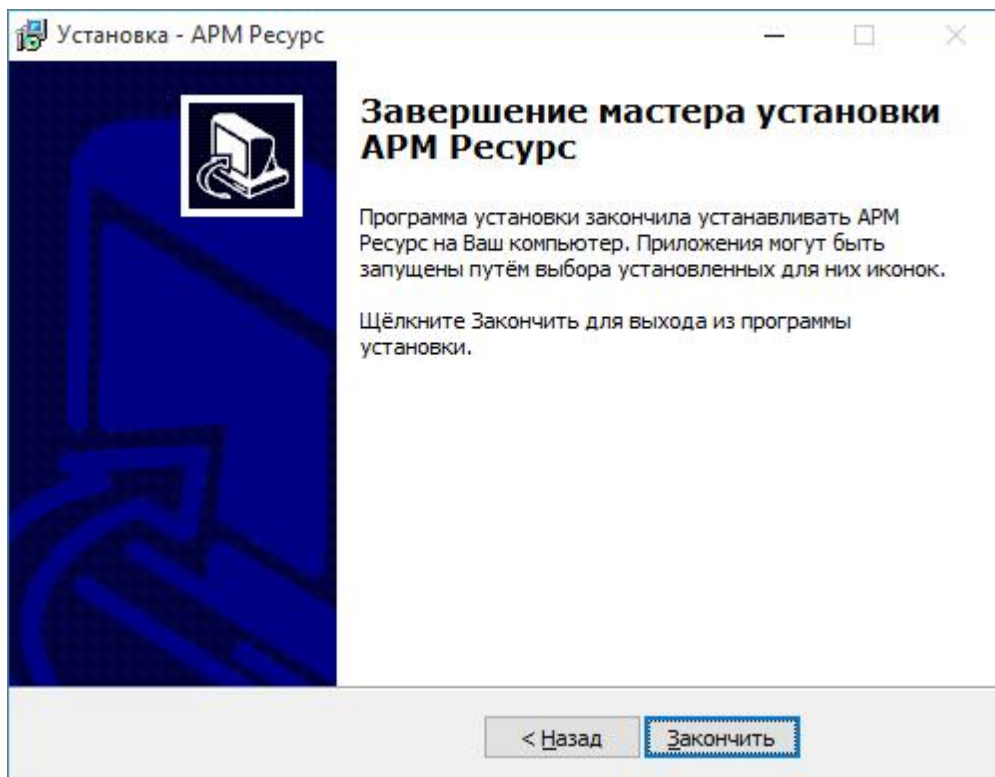 Установка - АРМ Ресурс
Завершение мастера установки
АРМ Ресурс
Программа установки закончила устанавливать АРМ
Ресурс на Ваш компьютер. Приложения могут быть
запущены путём выбора установленных для них иконок.
Щёлкните Закончить для выхода из программы
установки.
< Назад
Закончить